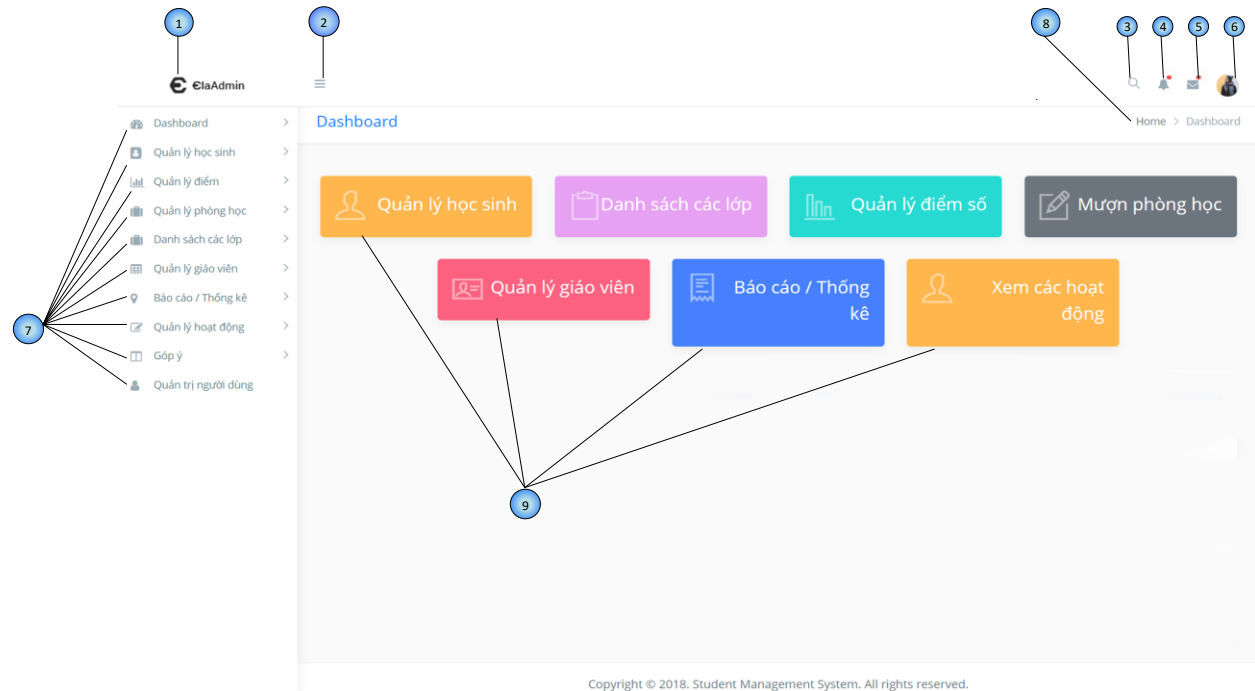 1
2
8
3
4
5
6
ElaAdmin
Dashboard
Home > Dashboard
Dashboard
Quản lý học sinh
Quản lý điểm
Quản lý phòng học
Danh sách các lớp
Quản lý giáo viên
Báo cáo / Thống kê
Quản lý hoạt động
Góp ý
Quản trị người dùng
7
Quản lý học sinh
Danh sách các lớp
Quản lý điểm số
Mượn phòng học
Quản lý giáo viên
Báo cáo / Thống
kê
Xem các hoạt
động
9
Copyright © 2018. Student Management System. All rights reserved.